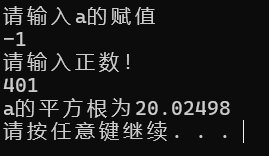 请输入a的赋值
-1
请输入正数!
401
a的平方根为20.02498
请按任意键继续. . .